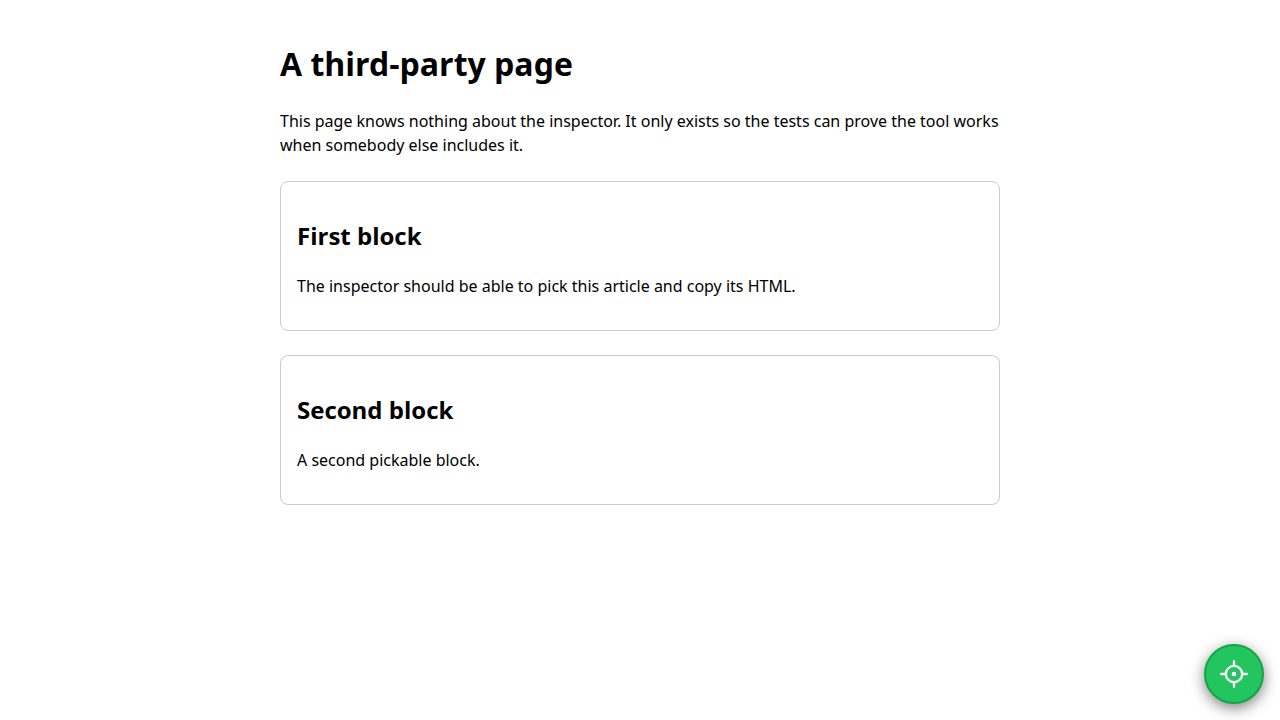 A third-party page
This page knows nothing about the inspector. It only exists so the tests can prove the tool works
when somebody else includes it.
First block
The inspector should be able to pick this article and copy its HTML.
Second block
A second pickable block.